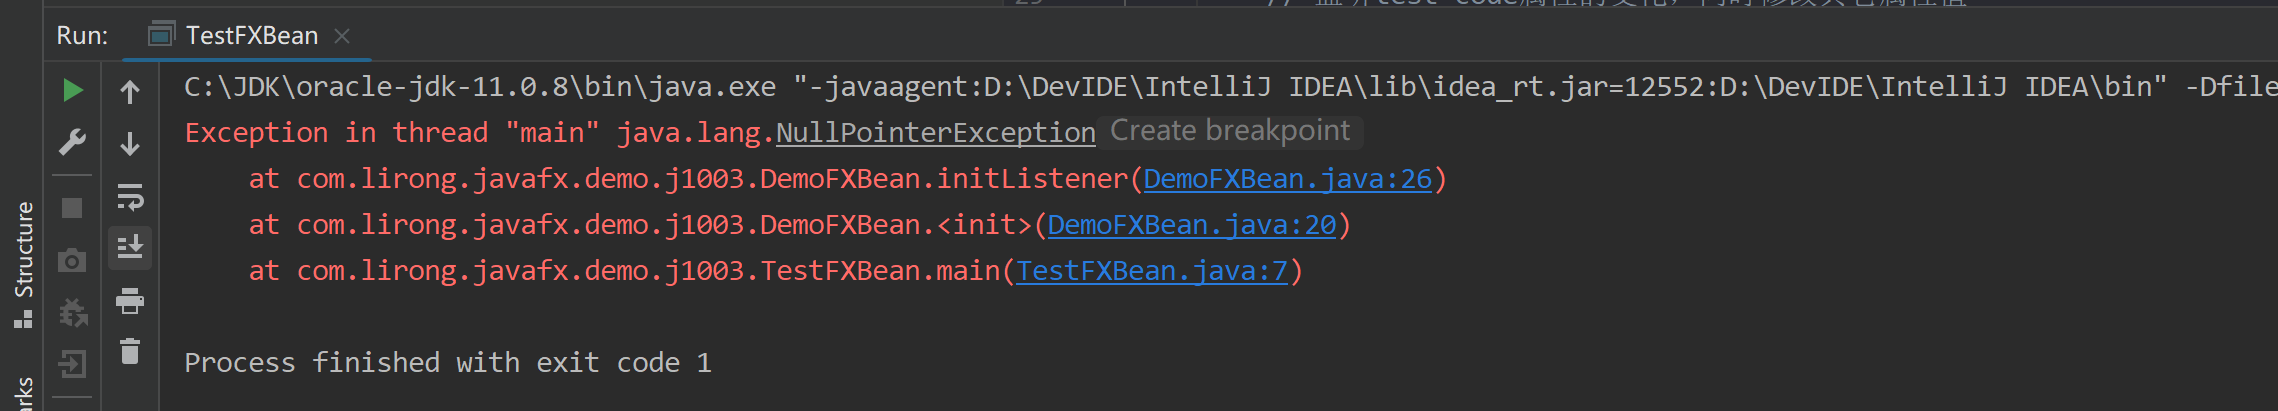 Run: TestFXBean
C:\JDK\oracle-jdk-11.0.8\bin\java.exe "-javaagent:D:\DevIDE\IntelliJ IDEA\lib\idea_rt.jar=12552:D:\DevIDE\IntelliJ IDEA\bin" -Dfile
Exception in thread "main" java.lang.NullPointerException Create breakpoint
at com.lirong.javafx.demo.j1003.DemoFXBean.initListener(DemoFXBean.java:26)
at com.lirong.javafx.demo.j1003.DemoFXBean.<init>(DemoFXBean.java:20)
at com.lirong.javafx.demo.j1003.TestFXBean.main(TestFXBean.java:7)
Process finished with exit code 1
Structure